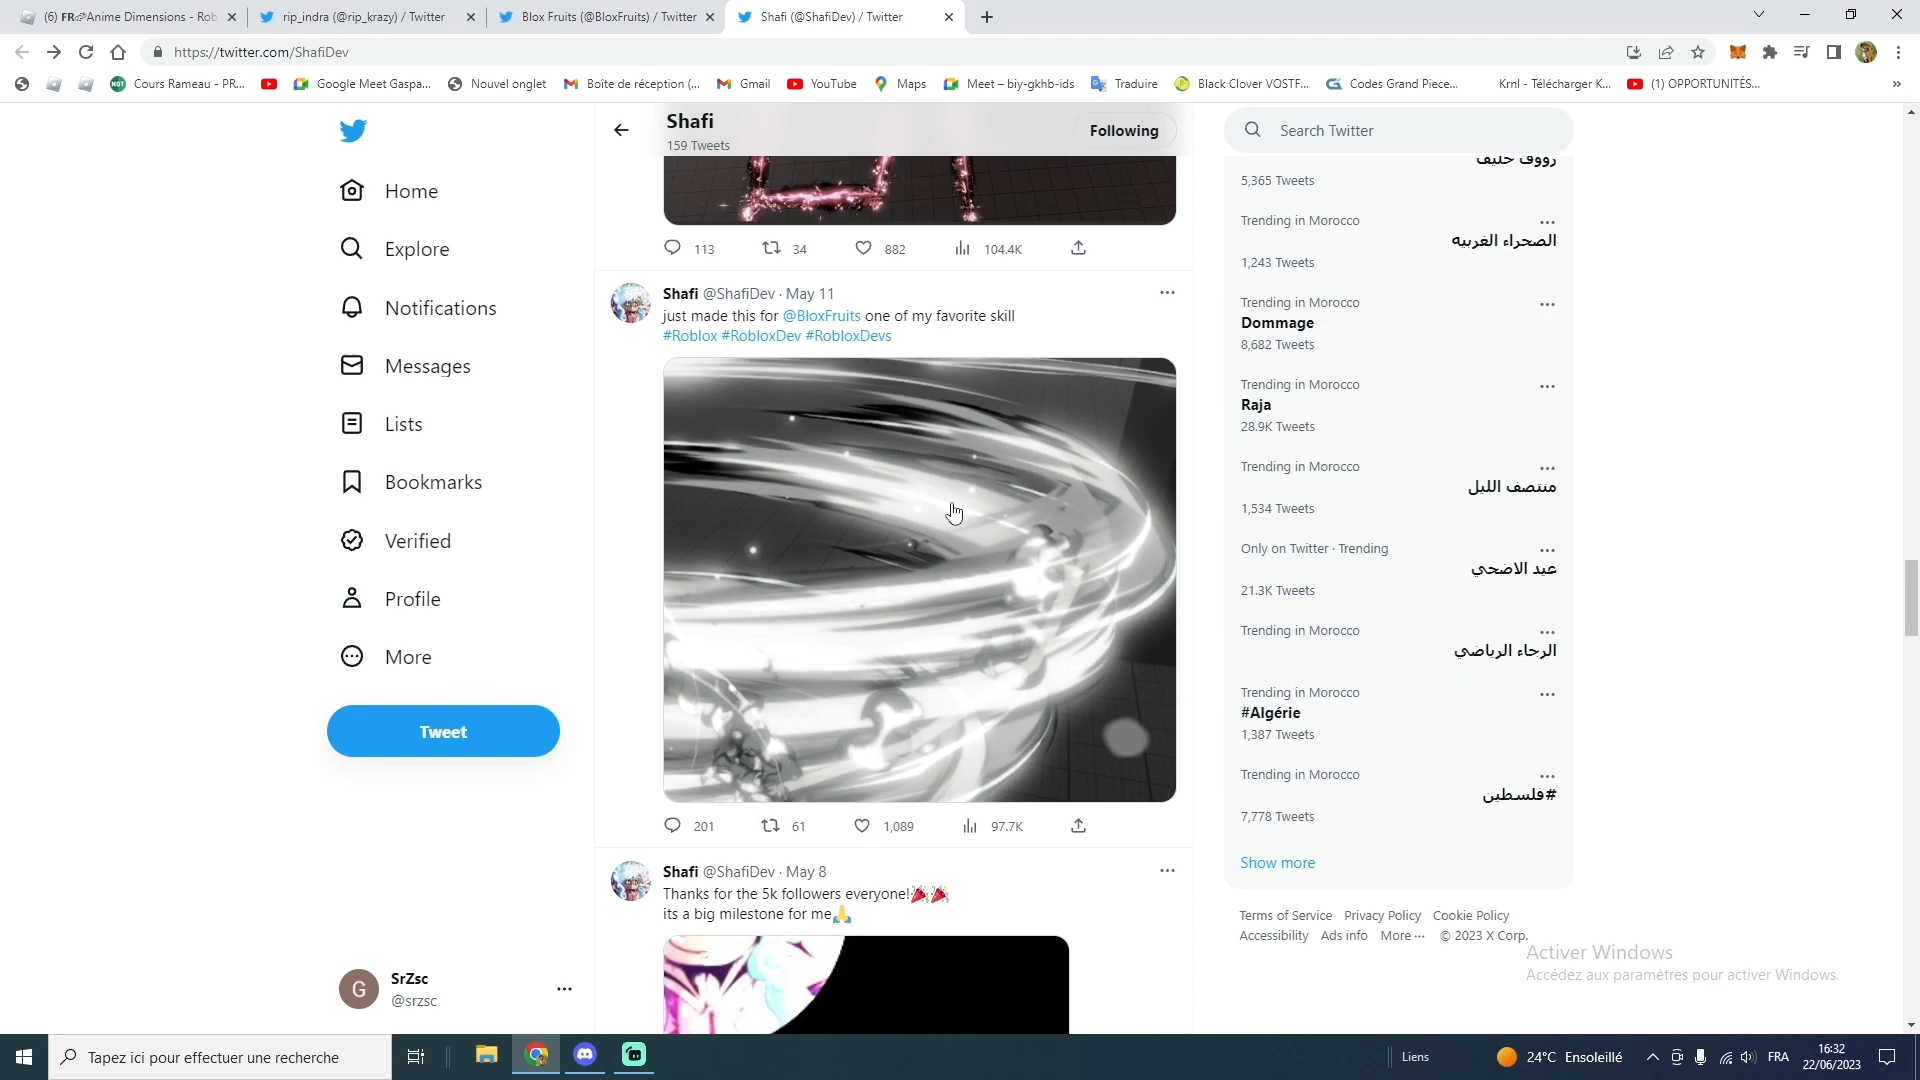 (6) FR🏕Anime Dimensions - Rob
rip_indra (@rip_krazy) / Twitter
Blox Fruits (@BloxFruits) / Twitter
Shafi (@ShafiDev) / Twitter
https://twitter.com/ShafiDev
Cours Rameau - PR...
Google Meet Gaspa...
Nouvel onglet
Boîte de réception (...
Gmail
YouTube
Maps
Meet – biy-gkhb-ids
Traduire
Black Clover VOSTF...
Codes Grand Piece...
Krnl - Télécharger K...
(1) OPPORTUNITÉS...
Home
Explore
Notifications
Messages
Lists
Bookmarks
Verified
Profile
More
Tweet
G
SrZsc
@srzsc
Shafi
159 Tweets
Following
113 34 882 104.4K
Shafi @ShafiDev · May 11
just made this for @BloxFruits one of my favorite skill
#Roblox #RobloxDev #RobloxDevs
201 61 1,089 97.7K
Shafi @ShafiDev · May 8
Thanks for the 5k followers everyone!🎉🎉
its a big milestone for me🙏
Search Twitter
رووف خليف
5,365 Tweets
Trending in Morocco
الصحراء الغربيه
1,243 Tweets
Trending in Morocco
Dommage
8,682 Tweets
Trending in Morocco
Raja
28.9K Tweets
Trending in Morocco
منتصف الليل
1,534 Tweets
Only on Twitter · Trending
عيد الاضحي
21.3K Tweets
Trending in Morocco
الرجاء الرياضي
Trending in Morocco
#Algérie
1,387 Tweets
Trending in Morocco
#فلسطين
7,778 Tweets
Show more
Terms of Service Privacy Policy Cookie Policy
Accessibility Ads info More ··· © 2023 X Corp.
Activer Windows
Accédez aux paramètres pour activer Windows.
Tapez ici pour effectuer une recherche
Liens
24°C Ensoleillé
FRA
16:32
22/06/2023